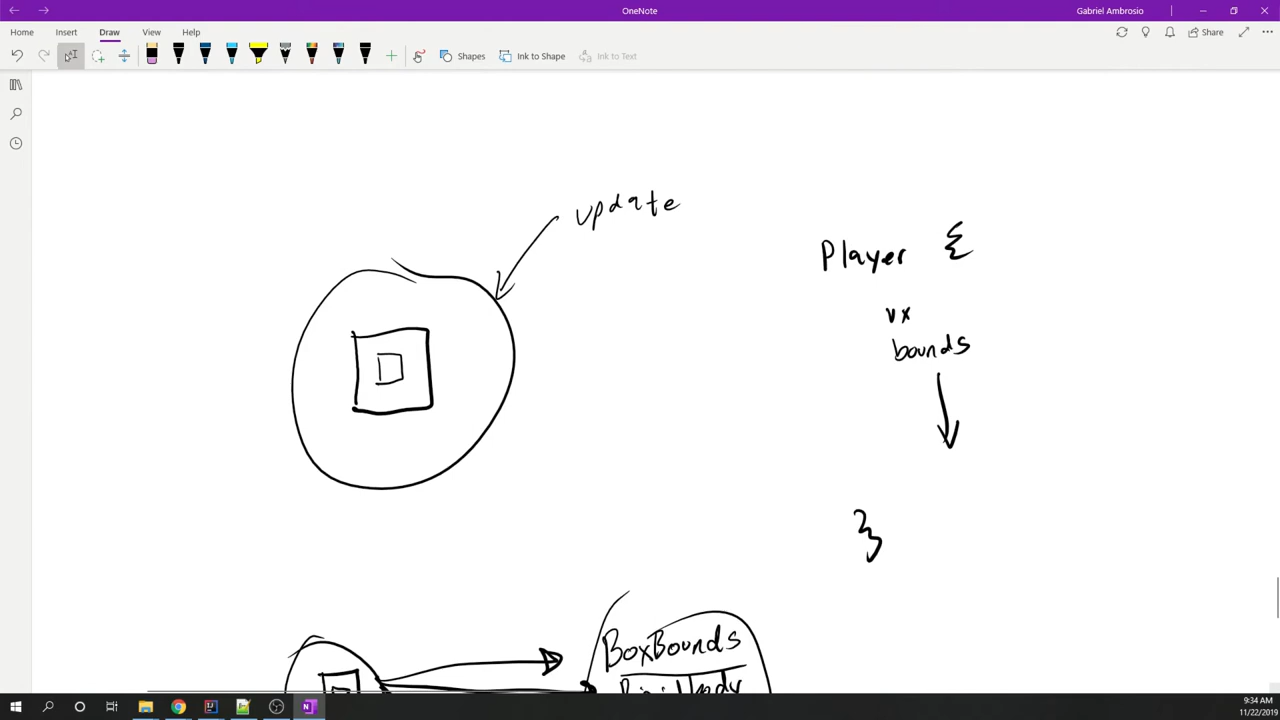 OneNote
Gabriel Ambrosio
Home
Insert
Draw
View
Help
Share
Shapes
Ink to Shape
Ink to Text
update
Player {
vx
bounds
}
BoxBounds
9:34 AM
11/22/2019